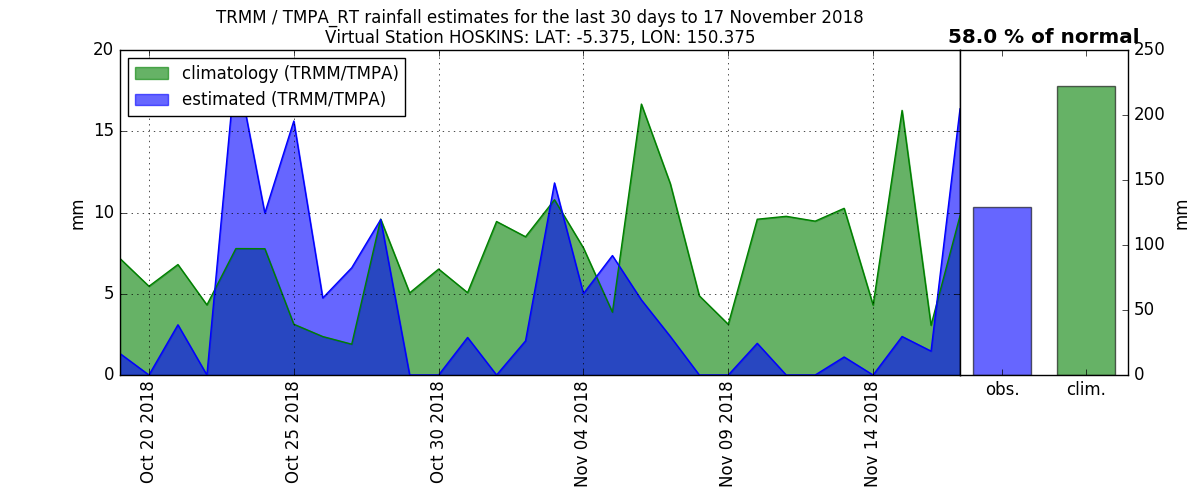 TRMM / TMPA_RT rainfall estimates for the last 30 days to 17 November 2018
Virtual Station HOSKINS: LAT: -5.375, LON: 150.375
58.0 % of normal
climatology (TRMM/TMPA)
estimated (TRMM/TMPA)
20
15
10
5
0
mm
250
200
150
100
50
0
mm
Oct 20 2018
Oct 25 2018
Oct 30 2018
Nov 04 2018
Nov 09 2018
Nov 14 2018
obs.
clim.